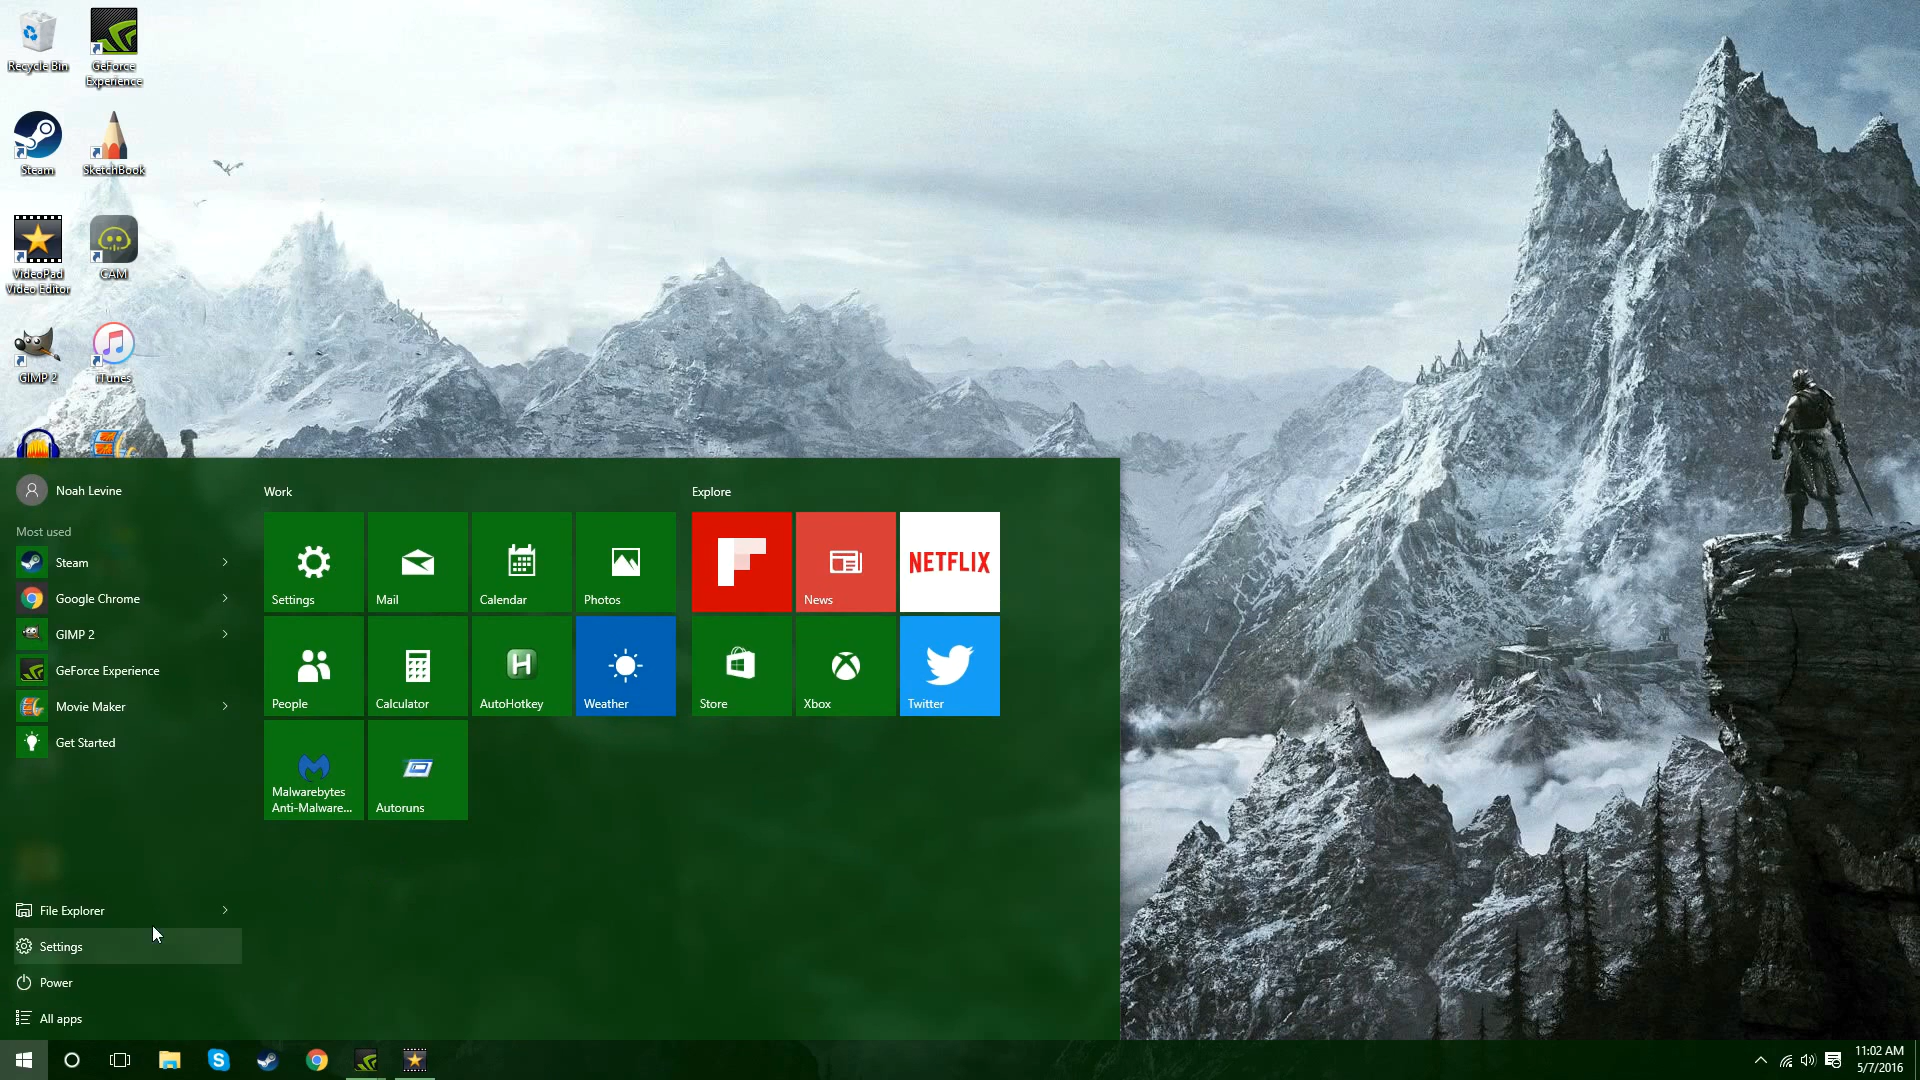 Recycle Bin
GeForce
Experience
Steam
SketchBook
VideoPad
Video Editor
CAM
GIMP 2
iTunes
Noah Levine
Most used
Steam
Google Chrome
GIMP 2
GeForce Experience
Movie Maker
Get Started
File Explorer
Settings
Power
All apps
Work
Settings
Mail
Calendar
Photos
People
Calculator
AutoHotkey
Weather
Malwarebytes
Anti-Malware...
Autoruns
Explore
News
NETFLIX
Store
Xbox
Twitter
11:02 AM
5/7/2016